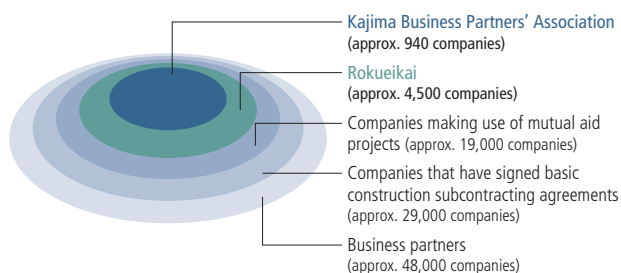 Kajima Business Partners’ Association
(approx. 940 companies)
Rokueikai
(approx. 4,500 companies)
Companies making use of mutual aid
projects (approx. 19,000 companies)
Companies that have signed basic
construction subcontracting agreements
(approx. 29,000 companies)
Business partners
(approx. 48,000 companies)